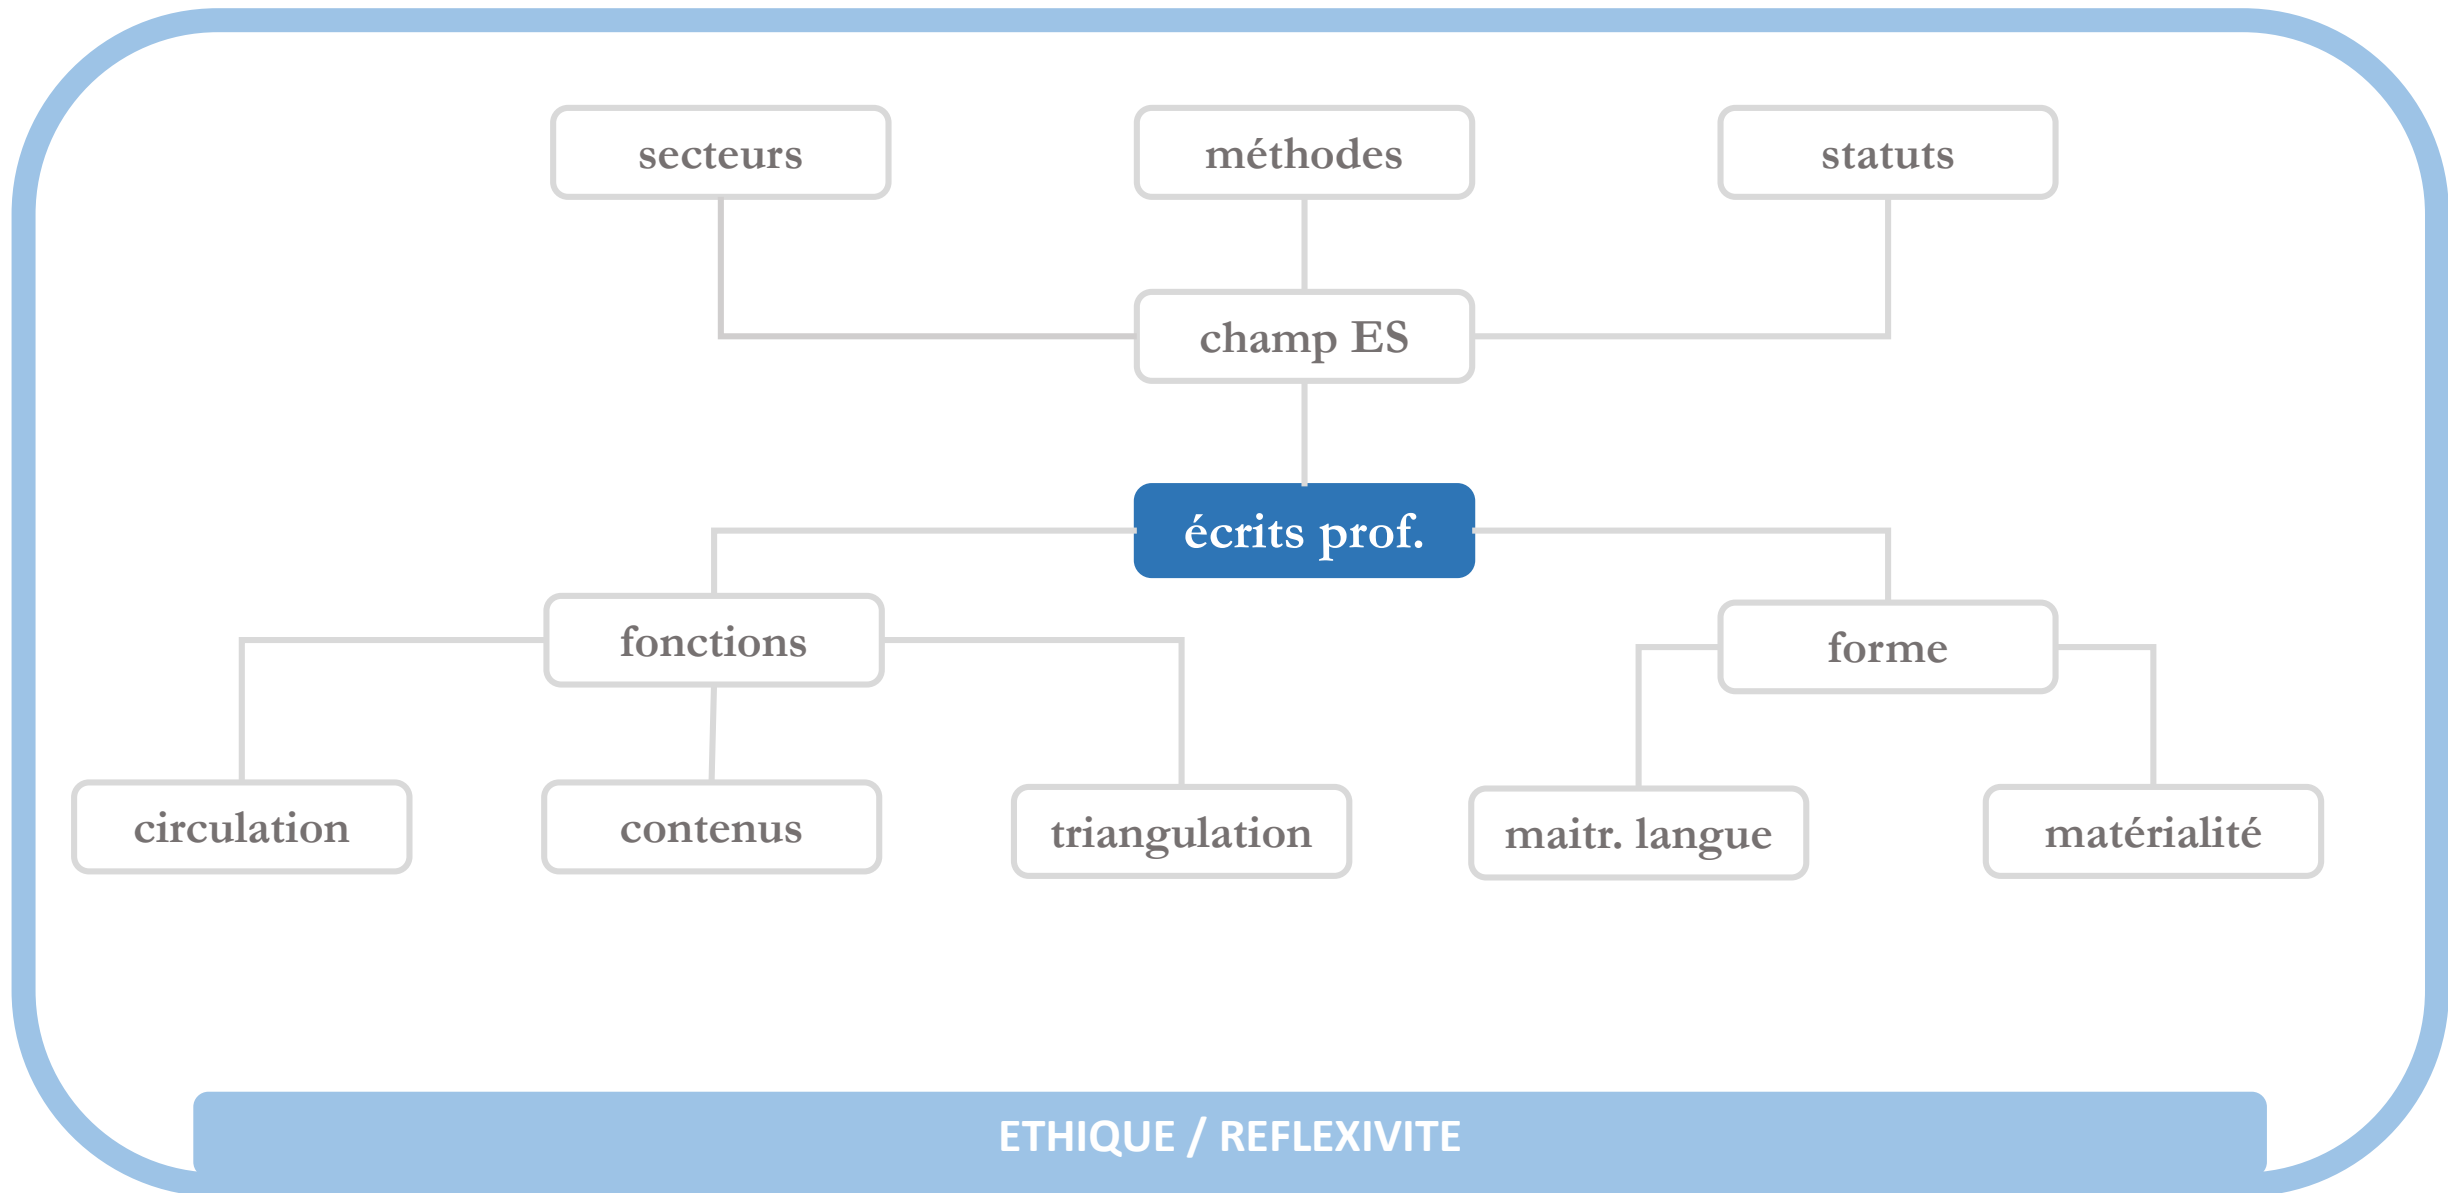 secteurs
méthodes
statuts
champ ES
écrits prof.
fonctions
forme
circulation
contenus
triangulation
maitr. langue
matérialité
ETHIQUE / REFLEXIVITE